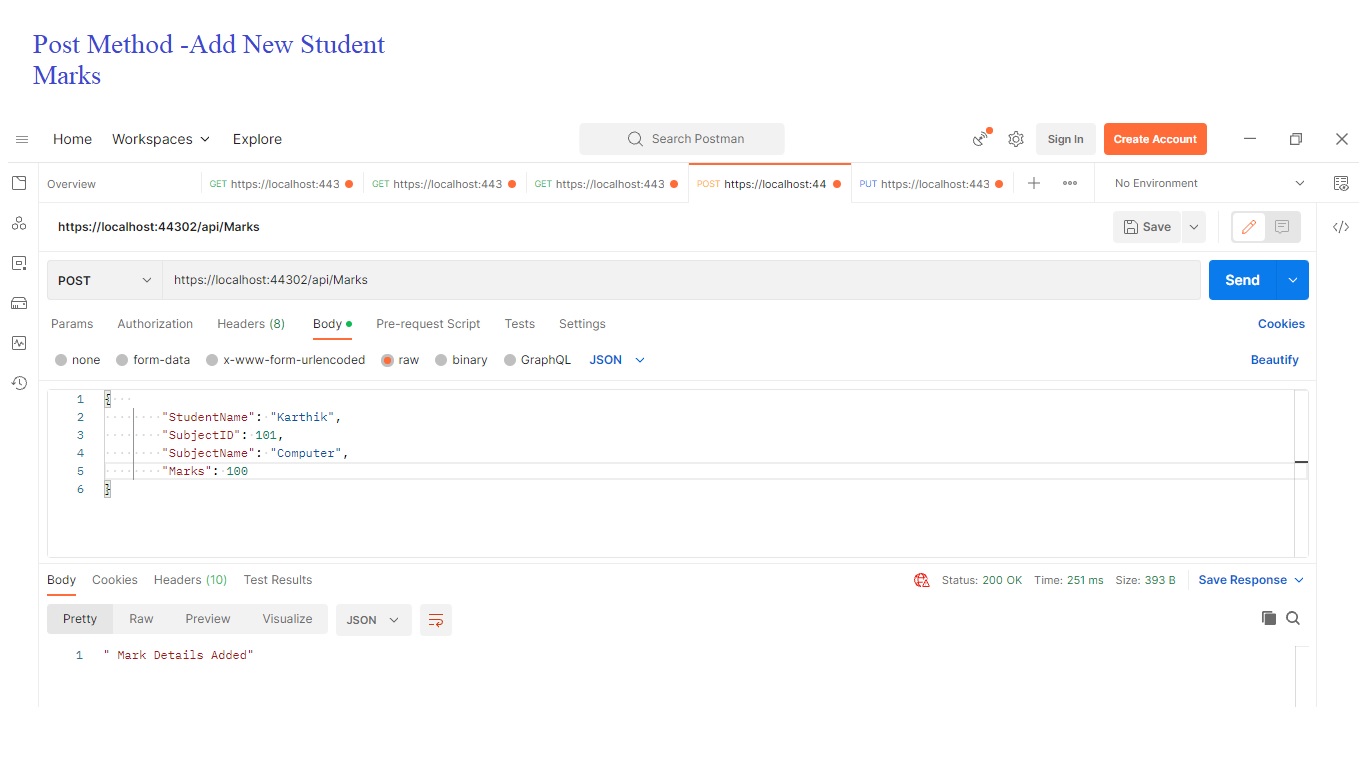 Post Method -Add New Student
Marks
Home Workspaces Explore Search Postman Sign In Create Account
Overview GET https://localhost:443 GET https://localhost:443 GET https://localhost:443 POST https://localhost:44 PUT https://localhost:443 No Environment
https://localhost:44302/api/Marks Save
POST https://localhost:44302/api/Marks Send
Params Authorization Headers (8) Body Pre-request Script Tests Settings Cookies
none form-data x-www-form-urlencoded raw binary GraphQL JSON Beautify
1 {
2 "StudentName": "Karthik",
3 "SubjectID": 101,
4 "SubjectName": "Computer",
5 "Marks": 100
6 }
Body Cookies Headers (10) Test Results Status: 200 OK Time: 251 ms Size: 393 B Save Response
Pretty Raw Preview Visualize JSON
1 " Mark Details Added"